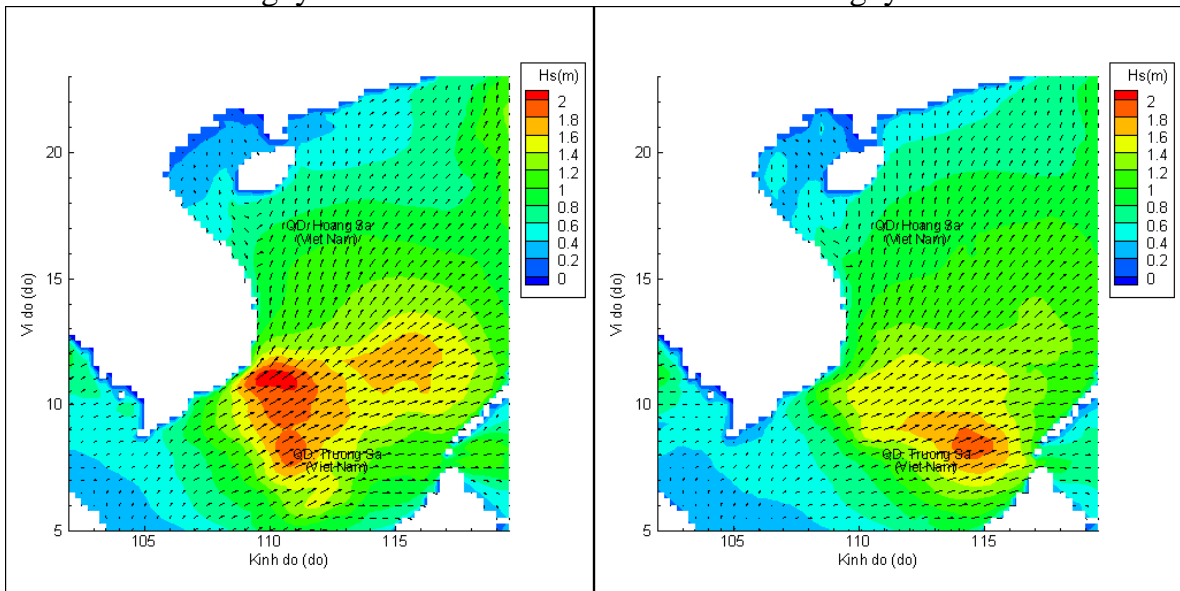 Hs(m)
2
1.8
1.6
1.4
1.2
1
0.8
0.6
0.4
0.2
0
20
15
10
5
Vi do (do)
QD. Hoang Sa
(Viet Nam)
QD. Truong Sa
(Viet Nam)
105
110
115
Kinh do (do)
Hs(m)
2
1.8
1.6
1.4
1.2
1
0.8
0.6
0.4
0.2
0
20
15
10
5
Vi do (do)
QD. Hoang Sa
(Viet Nam)
QD. Truong Sa
(Viet Nam)
105
110
115
Kinh do (do)